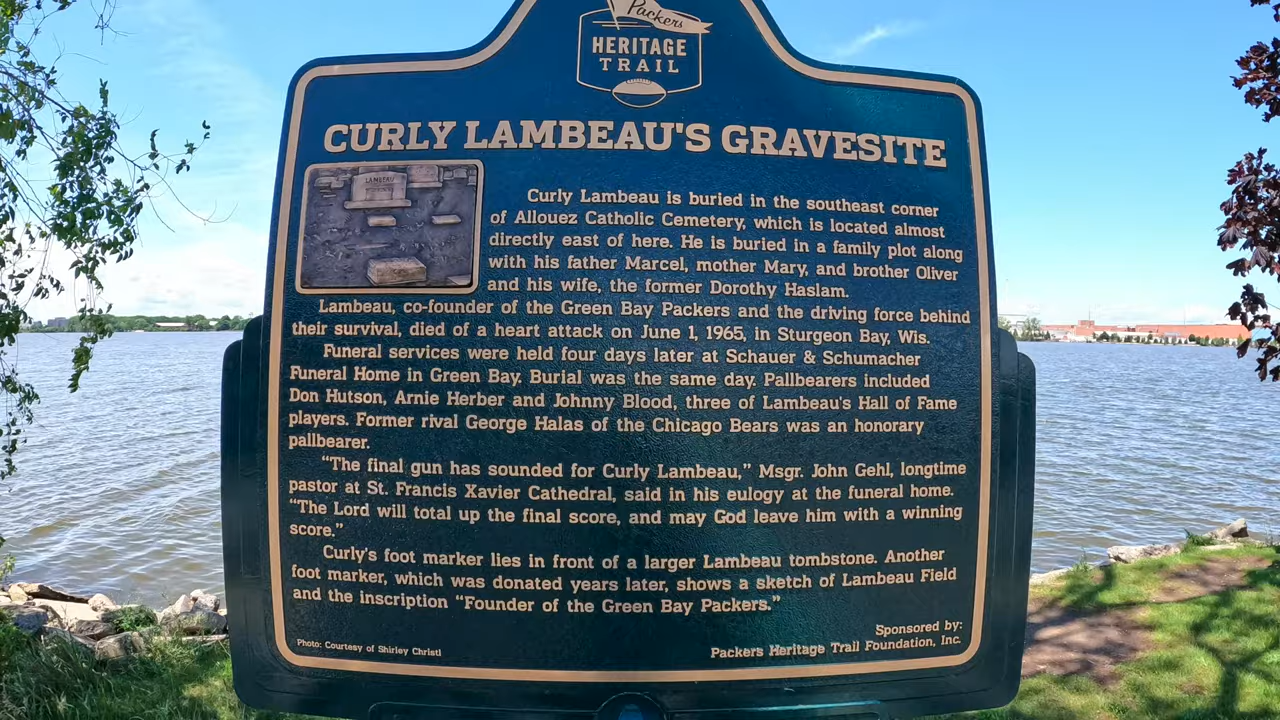 Packers
HERITAGE
TRAIL
CURLY LAMBEAU'S GRAVESITE
LAMBEAU
Curly Lambeau is buried in the southeast corner
of Allouez Catholic Cemetery, which is located almost
directly east of here. He is buried in a family plot along
with his father Marcel, mother Mary, and brother Oliver
and his wife, the former Dorothy Haslam.
Lambeau, co-founder of the Green Bay Packers and the driving force behind
their survival, died of a heart attack on June 1, 1965, in Sturgeon Bay, Wis.
Funeral services were held four days later at Schauer & Schumacher
Funeral Home in Green Bay. Burial was the same day. Pallbearers included
Don Hutson, Arnie Herber and Johnny Blood, three of Lambeau's Hall of Fame
players. Former rival George Halas of the Chicago Bears was an honorary
pallbearer.
“The final gun has sounded for Curly Lambeau,” Msgr. John Gehl, longtime
pastor at St. Francis Xavier Cathedral, said in his eulogy at the funeral home.
“The Lord will total up the final score, and may God leave him with a winning
score.”
Curly's foot marker lies in front of a larger Lambeau tombstone. Another
foot marker, which was donated years later, shows a sketch of Lambeau Field
and the inscription “Founder of the Green Bay Packers.”
Photo: Courtesy of Shirley Christl
Sponsored by:
Packers Heritage Trail Foundation, Inc.